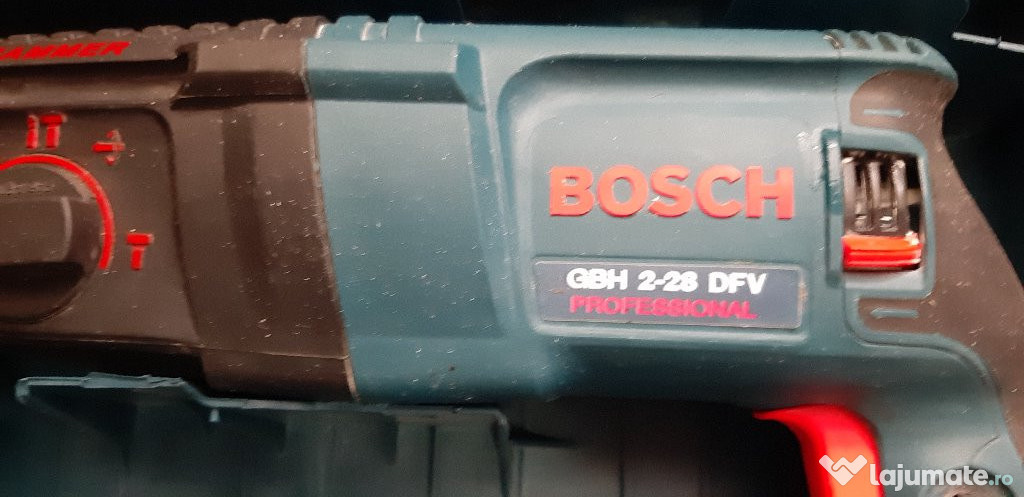 HAMMER
BOSCH
GBH 2-28 DFV
PROFESSIONAL
lajumate.ro